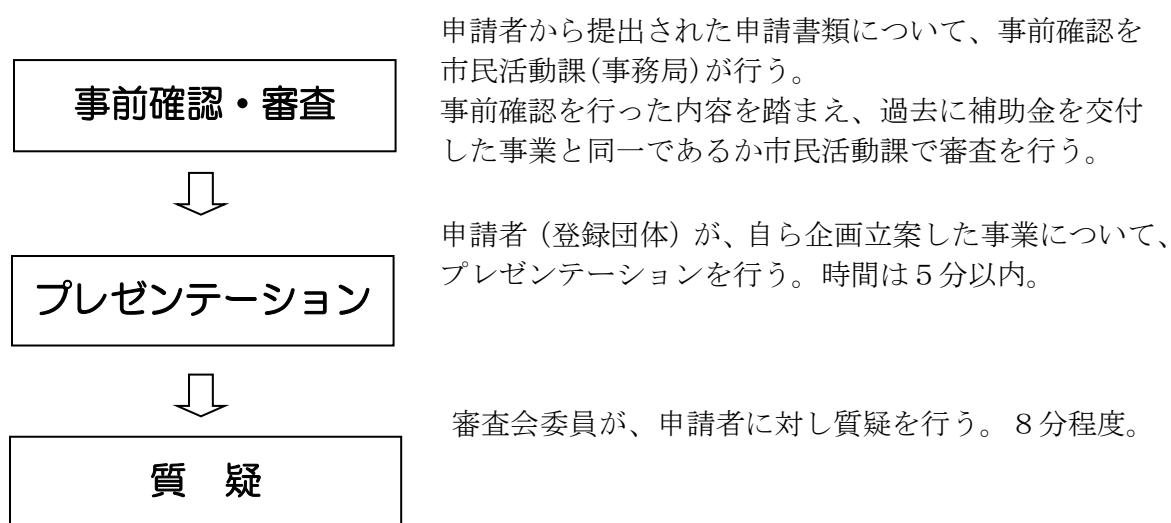 事前確認・審査
申請者から提出された申請書類について、事前確認を
市民活動課(事務局)が行う。
事前確認を行った内容を踏まえ、過去に補助金を交付
した事業と同一であるか市民活動課で審査を行う。
プレゼンテーション
申請者（登録団体）が、自ら企画立案した事業について、
プレゼンテーションを行う。時間は５分以内。
質　疑
審査会委員が、申請者に対し質疑を行う。８分程度。